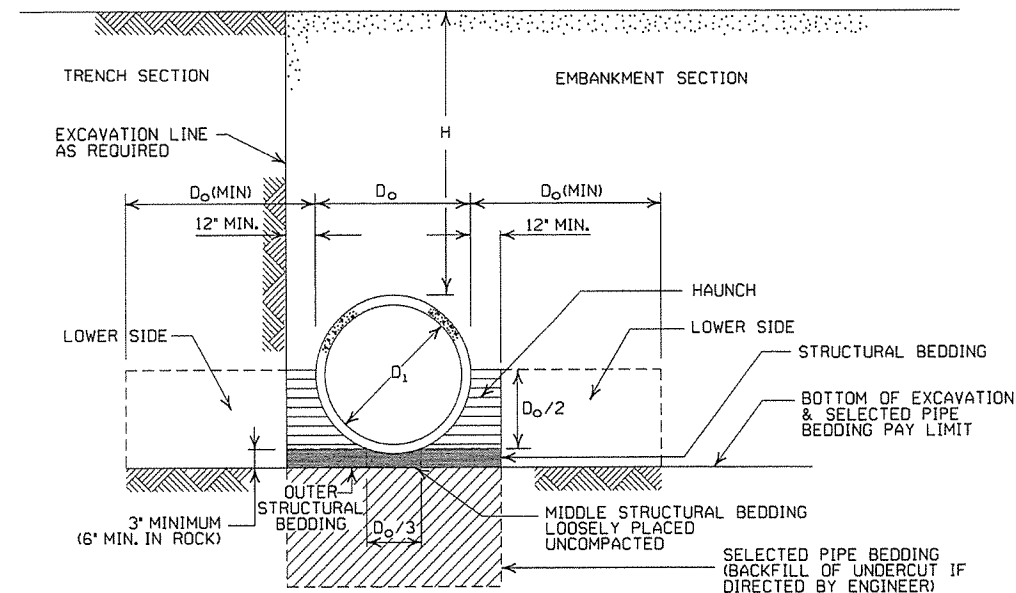 TRENCH SECTION
EMBANKMENT SECTION
EXCAVATION LINE
AS REQUIRED
H
Do(MIN)
Do
Do(MIN)
12" MIN.
12" MIN.
HAUNCH
LOWER SIDE
LOWER SIDE
STRUCTURAL BEDDING
D1
Do/2
BOTTOM OF EXCAVATION
& SELECTED PIPE
BEDDING PAY LIMIT
OUTER
STRUCTURAL
BEDDING
Do/3
3" MINIMUM
(6" MIN. IN ROCK)
MIDDLE STRUCTURAL BEDDING
LOOSELY PLACED
UNCOMPACTED
SELECTED PIPE BEDDING
(BACKFILL OF UNDERCUT IF
DIRECTED BY ENGINEER)